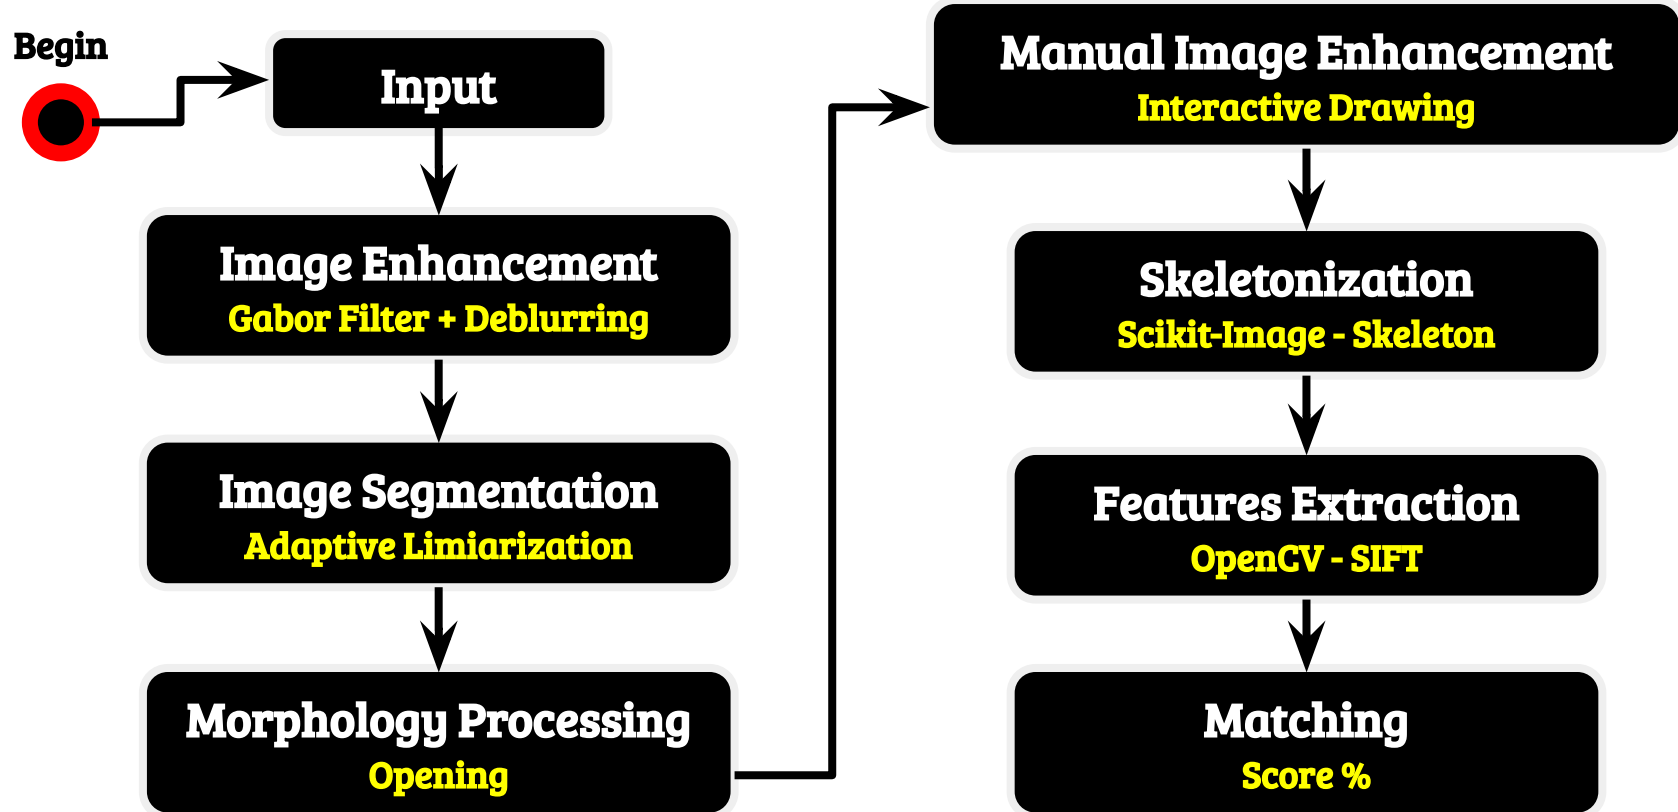 Begin
Input
Image Enhancement
Gabor Filter + Deblurring
Image Segmentation
Adaptive Limiarization
Morphology Processing
Opening
Manual Image Enhancement
Interactive Drawing
Skeletonization
Scikit-Image - Skeleton
Features Extraction
OpenCV - SIFT
Matching
Score %